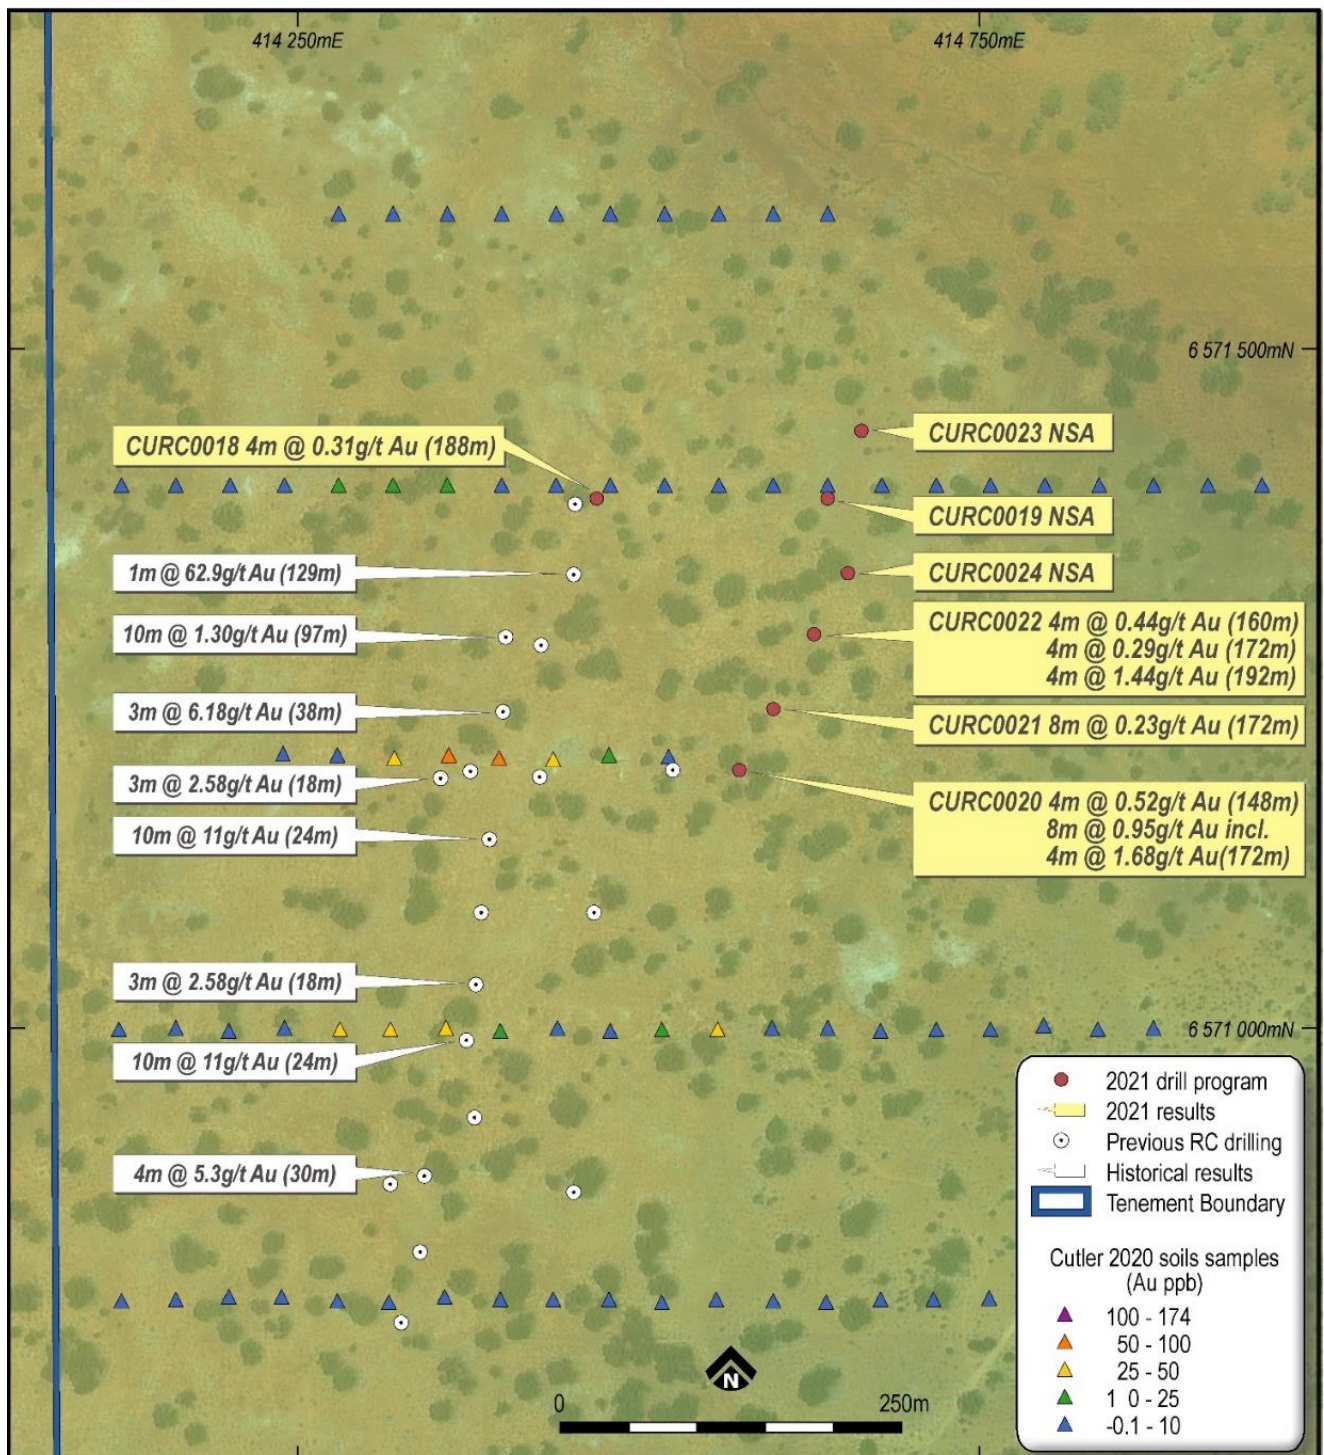 414 250mE
414 750mE
6 571 500mN
CURC0018 4m @ 0.31g/t Au (188m)
CURC0023 NSA
CURC0019 NSA
1m @ 62.9g/t Au (129m)
CURC0024 NSA
10m @ 1.30g/t Au (97m)
CURC0022 4m @ 0.44g/t Au (160m)
4m @ 0.29g/t Au (172m)
4m @ 1.44g/t Au (192m)
3m @ 6.18g/t Au (38m)
CURC0021 8m @ 0.23g/t Au (172m)
3m @ 2.58g/t Au (18m)
CURC0020 4m @ 0.52g/t Au (148m)
8m @ 0.95g/t Au incl.
4m @ 1.68g/t Au(172m)
10m @ 11g/t Au (24m)
3m @ 2.58g/t Au (18m)
6 571 000mN
10m @ 11g/t Au (24m)
4m @ 5.3g/t Au (30m)
2021 drill program
2021 results
Previous RC drilling
Historical results
Tenement Boundary
Cutler 2020 soils samples
(Au ppb)
100 - 174
50 - 100
25 - 50
1 0 - 25
-0.1 - 10
N
0 250m